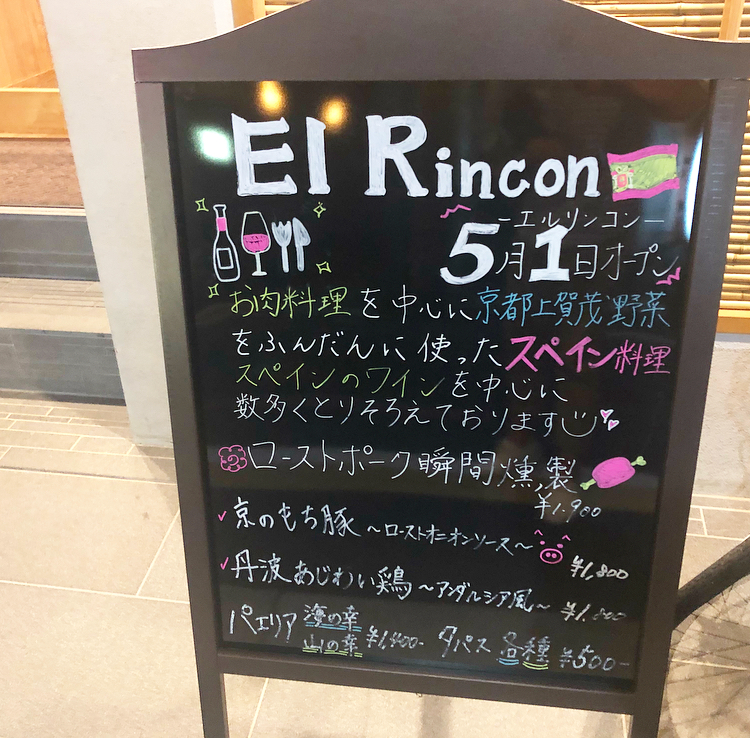 El Rincon
－エルリンコン－
5月1日オープン
お肉料理を中心に京都上賀茂野菜
をふんだんに使ったスペイン料理
スペインのワインを中心に
数多くとりそろえております
ローストポーク瞬間燻製
¥1.900
京のもち豚 ～ローストオニオンソース～ ¥1,800
丹波あじわい鶏 ～アンダルシア風～
パエリア 海の幸
山の幸 ¥1,400- タパス 各種 ¥500-